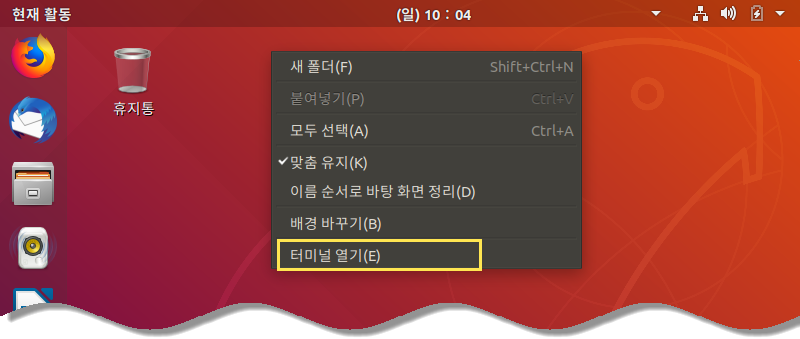 현재 활동
(일) 10 : 04
휴지통
새 폴더(F) Shift+Ctrl+N
붙여넣기(P) Ctrl+V
모두 선택(A) Ctrl+A
맞춤 유지(K)
이름 순서로 바탕 화면 정리(D)
배경 바꾸기(B)
터미널 열기(E)